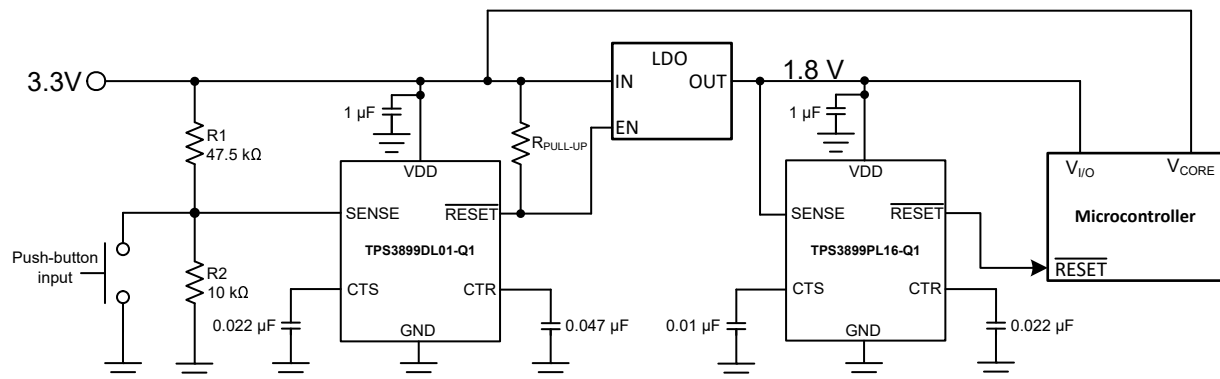 LDO
3.3V
IN
OUT
1.8 V
EN
1 µF
R1
47.5 kΩ
RPULL-UP
1 µF
VDD
SENSE
RESET
TPS3899DL01-Q1
CTS
CTR
GND
Push-button
input
R2
10 kΩ
0.022 µF
0.047 µF
VDD
SENSE
RESET
TPS3899PL16-Q1
CTS
CTR
GND
0.01 µF
0.022 µF
VI/O
VCORE
Microcontroller
RESET